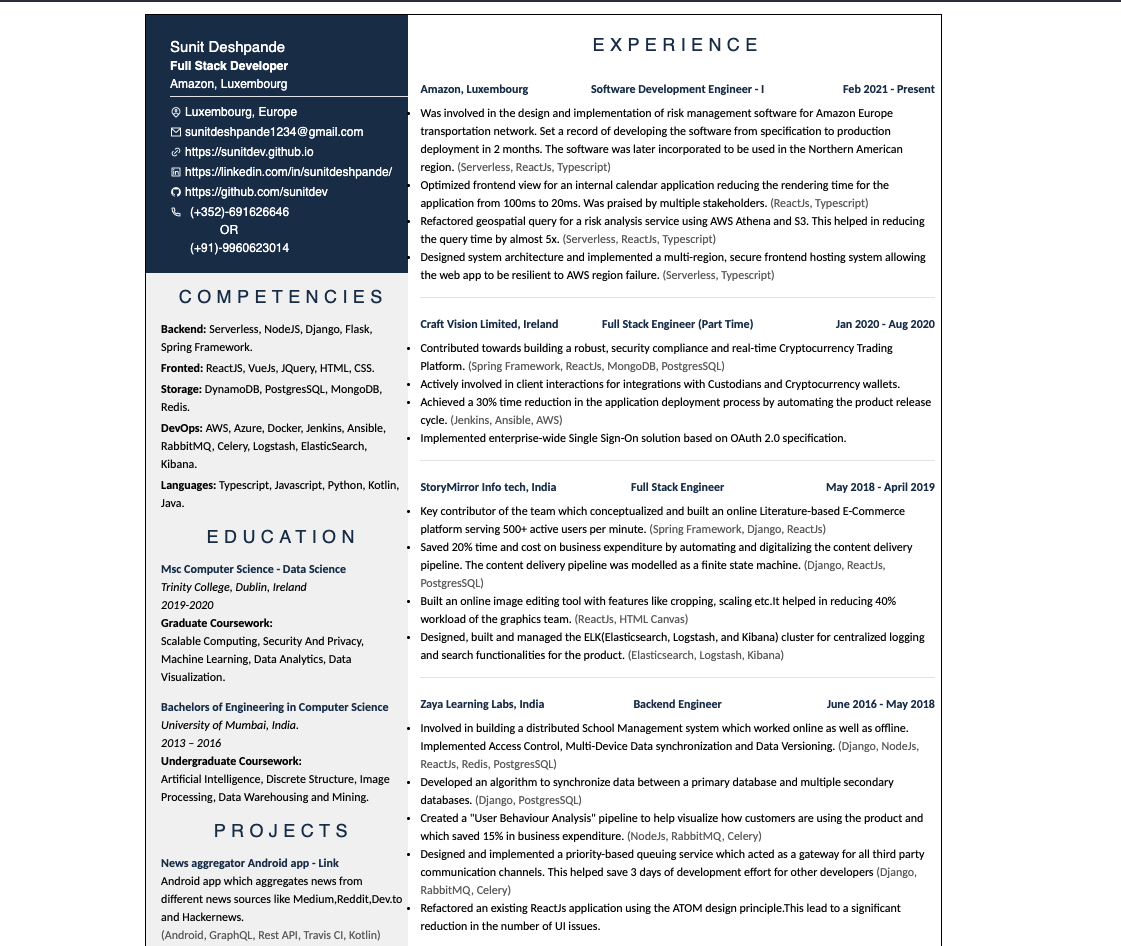 Sunit Deshpande
Full Stack Developer
Amazon, Luxembourg
Luxembourg, Europe
sunitdeshpande1234@gmail.com
https://sunitdev.github.io
https://linkedin.com/in/sunitdeshpande/
https://github.com/sunitdev
(+352)-691626646
OR
(+91)-9960623014
COMPETENCIES
Backend: Serverless, NodeJS, Django, Flask,
Spring Framework.
Fronted: ReactJS, VueJs, JQuery, HTML, CSS.
Storage: DynamoDB, PostgresSQL, MongoDB,
Redis.
DevOps: AWS, Azure, Docker, Jenkins, Ansible,
RabbitMQ, Celery, Logstash, ElasticSearch,
Kibana.
Languages: Typescript, Javascript, Python, Kotlin,
Java.
EDUCATION
Msc Computer Science - Data Science
Trinity College, Dublin, Ireland
2019-2020
Graduate Coursework:
Scalable Computing, Security And Privacy,
Machine Learning, Data Analytics, Data
Visualization.
Bachelors of Engineering in Computer Science
University of Mumbai, India.
2013 – 2016
Undergraduate Coursework:
Artificial Intelligence, Discrete Structure, Image
Processing, Data Warehousing and Mining.
PROJECTS
News aggregator Android app - Link
Android app which aggregates news from
different news sources like Medium,Reddit,Dev.to
and Hackernews.
(Android, GraphQL, Rest API, Travis CI, Kotlin)
EXPERIENCE
Amazon, Luxembourg Software Development Engineer - I Feb 2021 - Present
• Was involved in the design and implementation of risk management software for Amazon Europe
transportation network. Set a record of developing the software from specification to production
deployment in 2 months. The software was later incorporated to be used in the Northern American
region. (Serverless, ReactJs, Typescript)
• Optimized frontend view for an internal calendar application reducing the rendering time for the
application from 100ms to 20ms. Was praised by multiple stakeholders. (ReactJs, Typescript)
• Refactored geospatial query for a risk analysis service using AWS Athena and S3. This helped in reducing
the query time by almost 5x. (Serverless, ReactJs, Typescript)
• Designed system architecture and implemented a multi-region, secure frontend hosting system allowing
the web app to be resilient to AWS region failure. (Serverless, Typescript)
Craft Vision Limited, Ireland Full Stack Engineer (Part Time) Jan 2020 - Aug 2020
• Contributed towards building a robust, security compliance and real-time Cryptocurrency Trading
Platform. (Spring Framework, ReactJs, MongoDB, PostgreSQL)
• Actively involved in client interactions for integrations with Custodians and Cryptocurrency wallets.
• Achieved a 30% time reduction in the application deployment process by automating the product release
cycle. (Jenkins, Ansible, AWS)
• Implemented enterprise-wide Single Sign-On solution based on OAuth 2.0 specification.
StoryMirror Info tech, India Full Stack Engineer May 2018 - April 2019
• Key contributor of the team which conceptualized and built an online Literature-based E-Commerce
platform serving 500+ active users per minute. (Spring Framework, Django, ReactJs)
• Saved 20% time and cost on business expenditure by automating and digitalizing the content delivery
pipeline. The content delivery pipeline was modelled as a finite state machine. (Django, ReactJs,
PostgresSQL)
• Built an online image editing tool with features like cropping, scaling etc.It helped in reducing 40%
workload of the graphics team. (ReactJs, HTML Canvas)
• Designed, built and managed the ELK(Elasticsearch, Logstash, and Kibana) cluster for centralized logging
and search functionalities for the product. (Elasticsearch, Logstash, Kibana)
Zaya Learning Labs, India Backend Engineer June 2016 - May 2018
• Involved in building a distributed School Management system which worked online as well as offline.
Implemented Access Control, Multi-Device Data synchronization and Data Versioning. (Django, NodeJs,
ReactJs, Redis, PostgresSQL)
• Developed an algorithm to synchronize data between a primary database and multiple secondary
databases. (Django, PostgresSQL)
• Created a "User Behaviour Analysis" pipeline to help visualize how customers are using the product and
which saved 15% in business expenditure. (NodeJs, RabbitMQ, Celery)
• Designed and implemented a priority-based queuing service which acted as a gateway for all third party
communication channels. This helped save 3 days of development effort for other developers (Django,
RabbitMQ, Celery)
• Refactored an existing ReactJs application using the ATOM design principle.This lead to a significant
reduction in the number of UI issues.